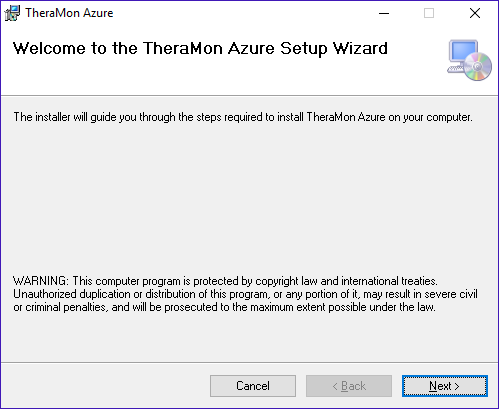 TheraMon Azure
Welcome to the TheraMon Azure Setup Wizard
The installer will guide you through the steps required to install TheraMon Azure on your computer.
WARNING: This computer program is protected by copyright law and international treaties.
Unauthorized duplication or distribution of this program, or any portion of it, may result in severe civil
or criminal penalties, and will be prosecuted to the maximum extent possible under the law.
Cancel
< Back
Next >